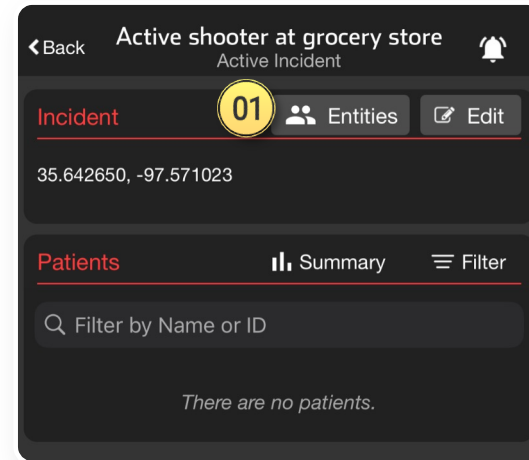 Back
Active shooter at grocery store
Active Incident
Incident
01
Entities
Edit
35.642650, -97.571023
Patients
Summary
Filter
Filter by Name or ID
There are no patients.